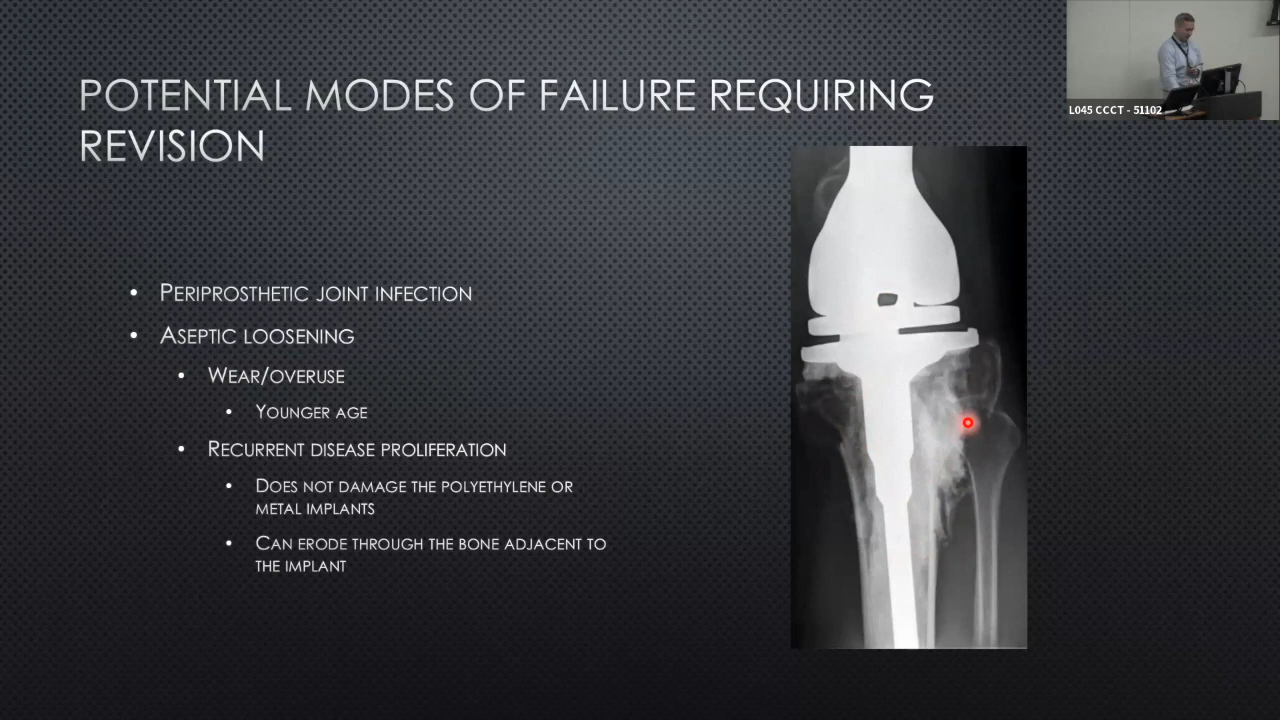 POTENTIAL MODES OF FAILURE REQUIRING
REVISION
L045 CCCT - 51102
• PERIPROSTHETIC JOINT INFECTION
• ASEPTIC LOOSENING
• WEAR/OVERUSE
• YOUNGER AGE
• RECURRENT DISEASE PROLIFERATION
• DOES NOT DAMAGE THE POLYETHYLENE OR
METAL IMPLANTS
• CAN ERODE THROUGH THE BONE ADJACENT TO
THE IMPLANT